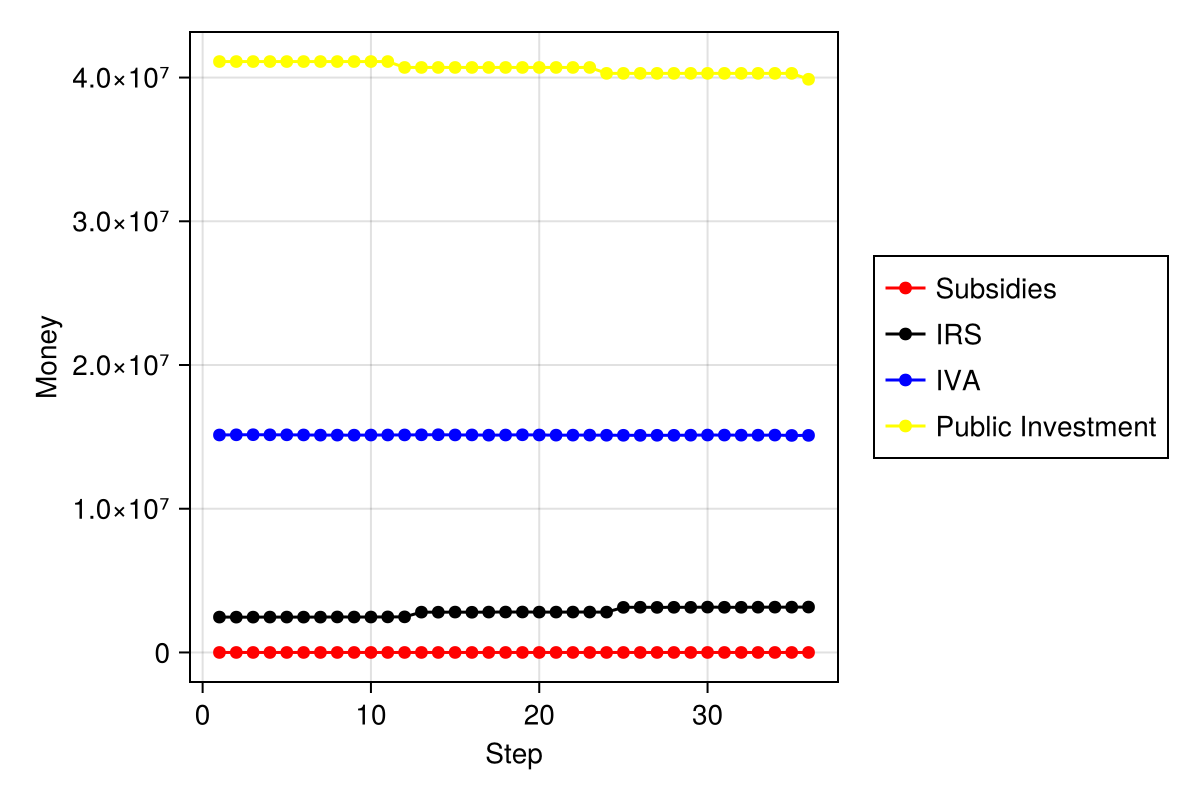 4.0×10⁷
3.0×10⁷
2.0×10⁷
1.0×10⁷
0
Money
0 10 20 30
Step
Subsidies
IRS
IVA
Public Investment